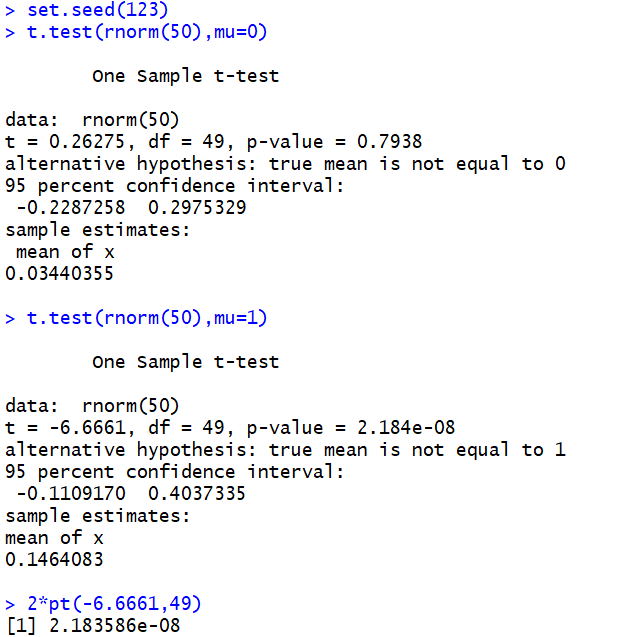 > set.seed(123)
> t.test(rnorm(50),mu=0)
One Sample t-test
data:  rnorm(50)
t = 0.26275, df = 49, p-value = 0.7938
alternative hypothesis: true mean is not equal to 0
95 percent confidence interval:
 -0.2287258  0.2975329
sample estimates:
 mean of x
0.03440355
> t.test(rnorm(50),mu=1)
One Sample t-test
data:  rnorm(50)
t = -6.6661, df = 49, p-value = 2.184e-08
alternative hypothesis: true mean is not equal to 1
95 percent confidence interval:
 -0.1109170  0.4037335
sample estimates:
mean of x
0.1464083
> 2*pt(-6.6661,49)
[1] 2.183586e-08